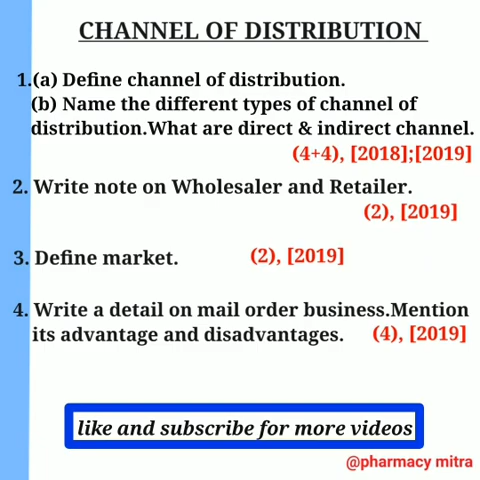 CHANNEL OF DISTRIBUTION
1.(a) Define channel of distribution.
(b) Name the different types of channel of
distribution.What are direct & indirect channel.
(4+4), [2018];[2019]
2. Write note on Wholesaler and Retailer.
(2), [2019]
3. Define market. (2), [2019]
4. Write a detail on mail order business.Mention
its advantage and disadvantages. (4), [2019]
like and subscribe for more videos
@pharmacy mitra